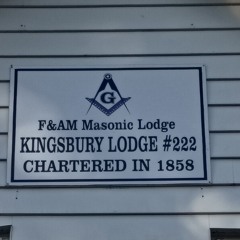 G
F&AM Masonic Lodge
KINGSBURY LODGE #222
CHARTERED IN 1858